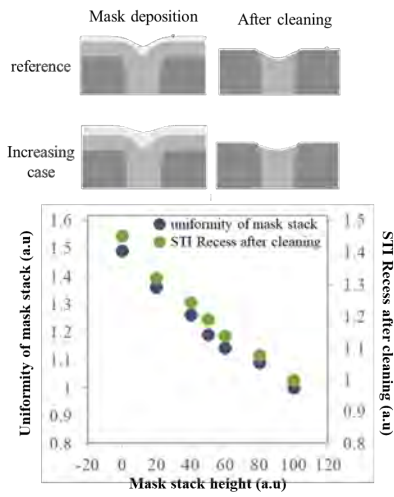 Mask deposition After cleaning
reference
Increasing case
uniformity of mask stack
STI Recess after cleaning
Uniformity of mask stack (a.u)
1.6
1.5
1.4
1.3
1.2
1.1
1
0.9
0.8
STI Recess after cleaning (a.u)
1.5
1.4
1.3
1.2
1.1
1
0.9
0.8
-20 0 20 40 60 80 100 120
Mask stack height (a.u)